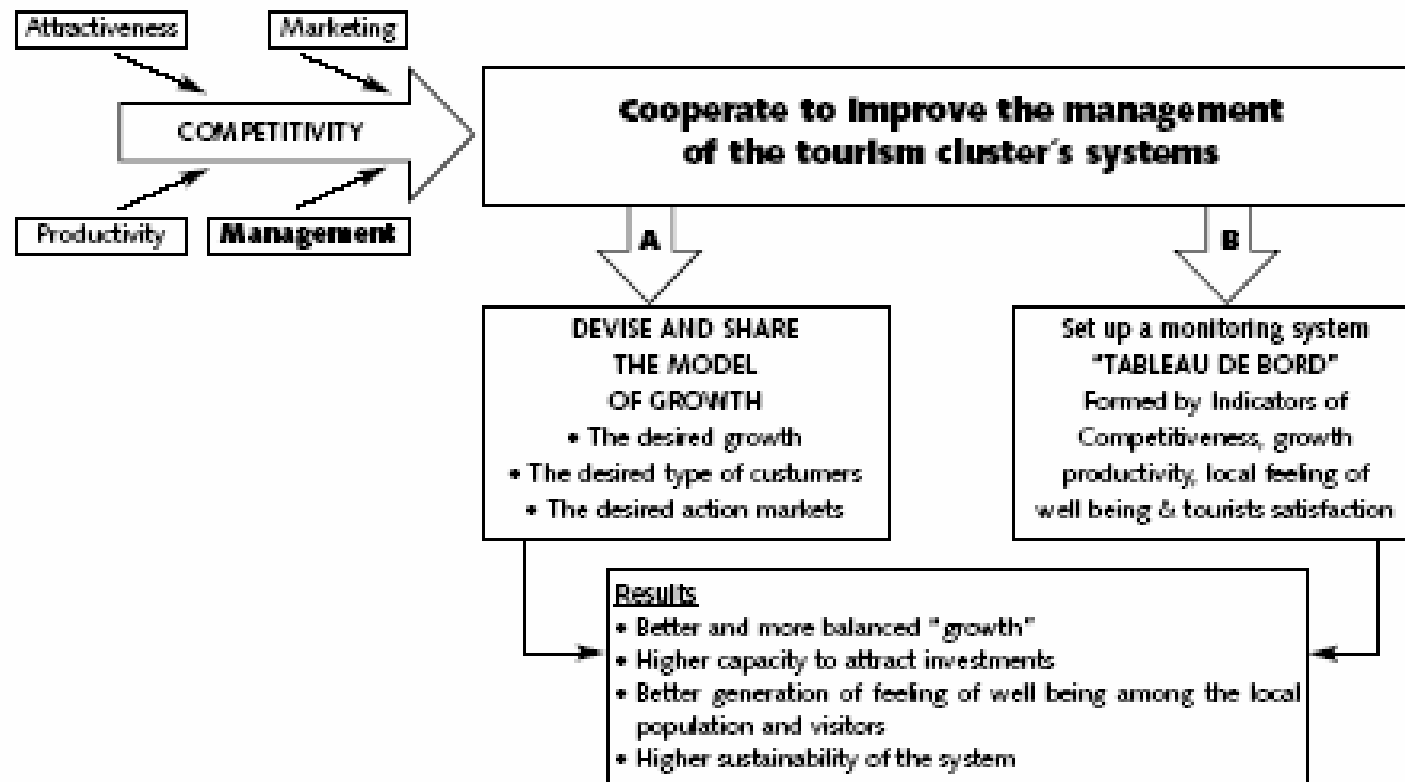 Attractiveness
Marketing
COMPETITIVITY
Productivity
Management
Cooperate to improve the management
of the tourism cluster´s systems
A
B
DEVISE AND SHARE
THE MODEL
OF GROWTH
• The desired growth
• The desired type of custumers
• The desired action markets
Set up a monitoring system
"TABLEAU DE BORD"
Formed by Indicators of
Competitiveness, growth
productivity, local feeling of
well being & tourists satisfaction
Results
• Better and more balanced "growth"
• Higher capacity to attract investments
• Better generation of feeling of well being among the local
population and visitors
• Higher sustainability of the system